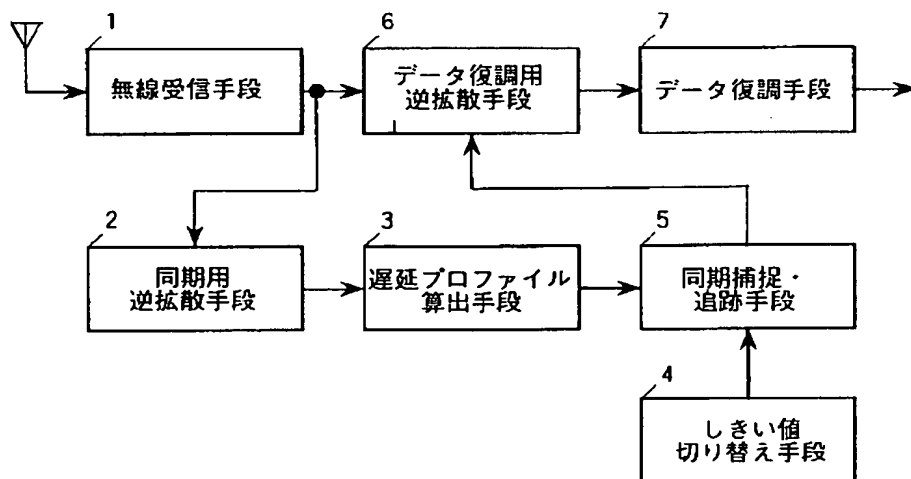 1
無線受信手段
6
データ復調用
逆拡散手段
7
データ復調手段
2
同期用
逆拡散手段
3
遅延プロファイル
算出手段
5
同期捕捉・
追跡手段
4
しきい値
切り替え手段